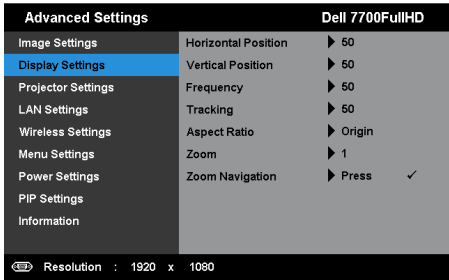 Advanced Settings Dell 7700FullHD
Image Settings Horizontal Position 50
Display Settings Vertical Position 50
Projector Settings Frequency 50
LAN Settings Tracking 50
Wireless Settings Aspect Ratio Origin
Menu Settings Zoom 1
Power Settings Zoom Navigation Press ✓
PIP Settings
Information
Resolution : 1920 x 1080